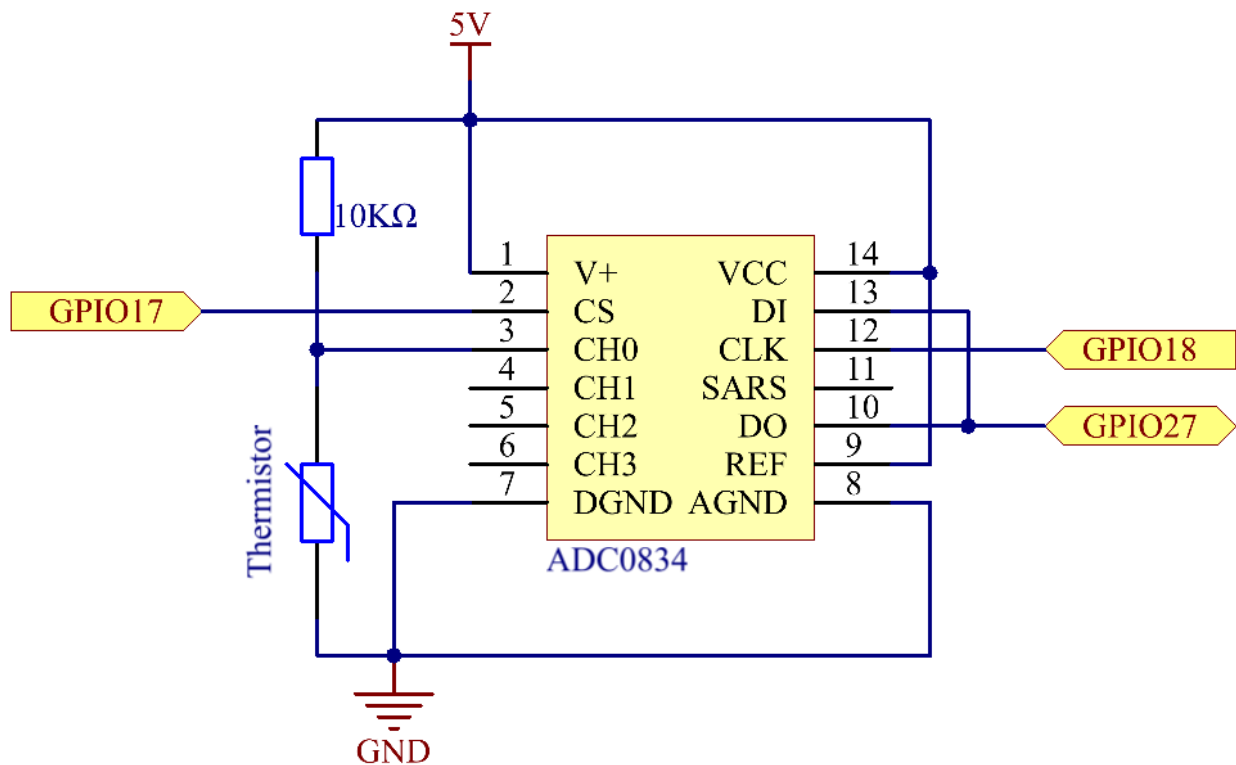 5V
10KΩ
1
V+
VCC
14
GPIO17
2
CS
DI
13
3
CH0
CLK
12
GPIO18
4
CH1
SARS
11
5
CH2
DO
10
GPIO27
6
CH3
REF
9
7
DGND
AGND
8
Thermistor
ADC0834
GND